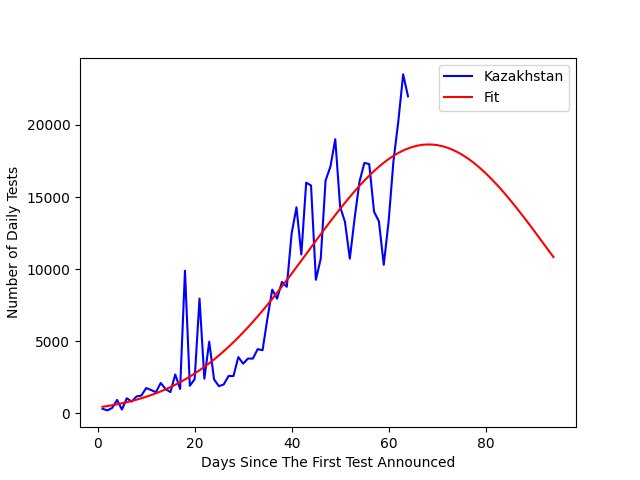 Kazakhstan
Fit
Number of Daily Tests
20000
15000
10000
5000
0
0 20 40 60 80
Days Since The First Test Announced